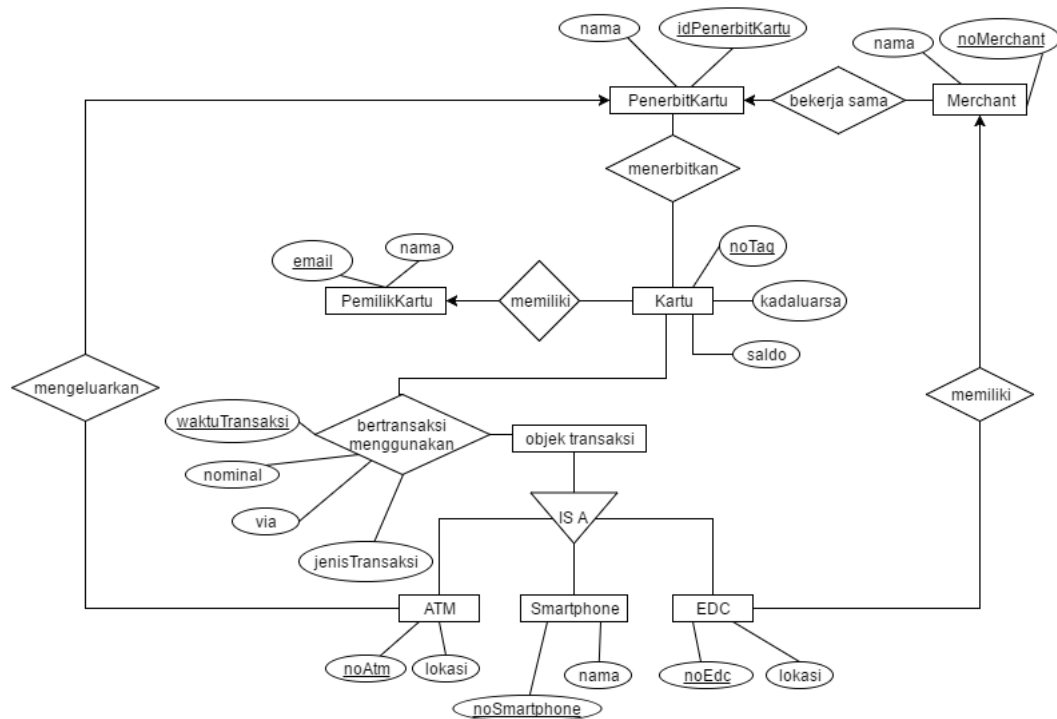 nama
idPenerbitKartu
nama
noMerchant
PenerbitKartu
bekerja sama
Merchant
menerbitkan
email
nama
noTag
PemilikKartu
memiliki
Kartu
kadaluarsa
saldo
mengeluarkan
memiliki
waktuTransaksi
bertransaksi
menggunakan
objek transaksi
nominal
via
IS A
jenisTransaksi
ATM
Smartphone
EDC
noAtm
lokasi
nama
noEdc
lokasi
noSmartphone